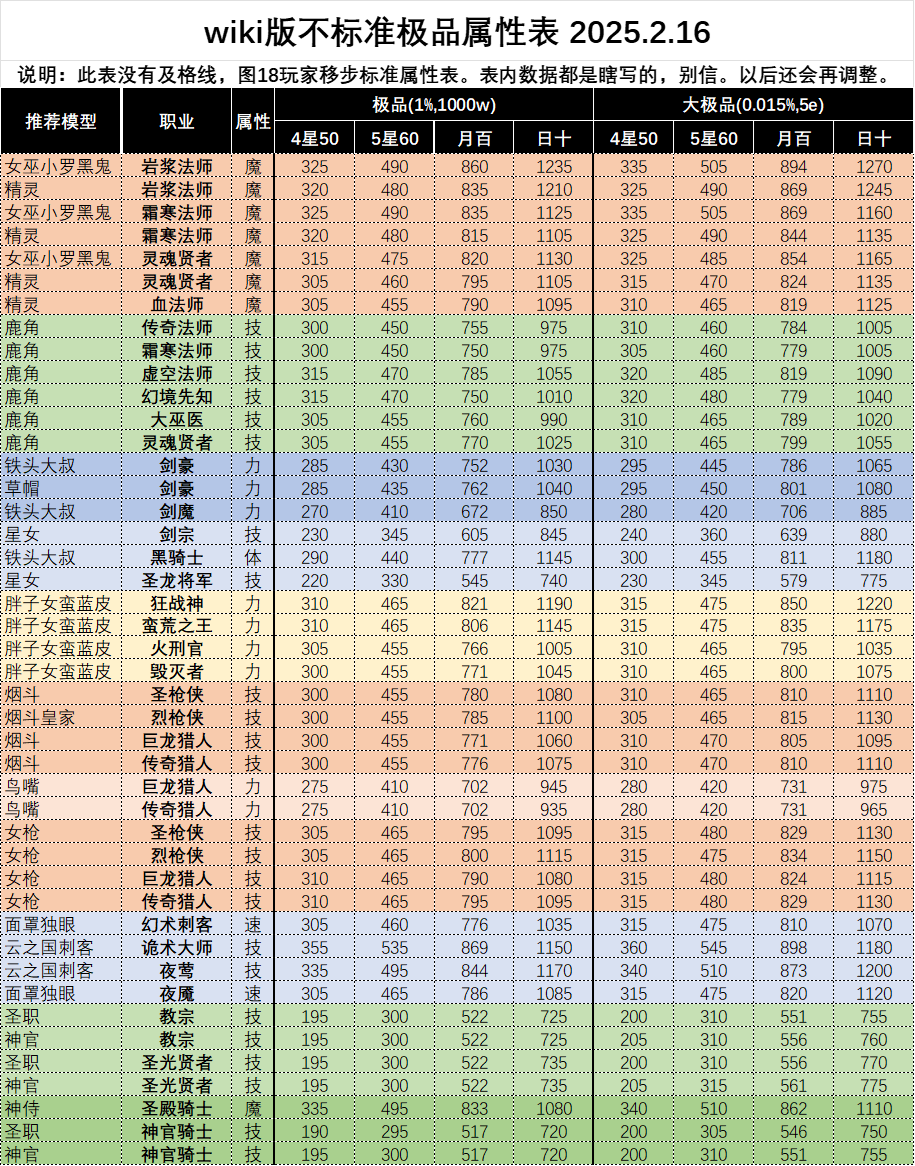 wiki版不标准极品属性表 2025.2.16
说明：此表没有及格线，图18玩家移步标准属性表。表内数据都是瞎写的，别信。以后还会再调整。
推荐模型 职业 属性 极品(1%,1000w) 大极品(0.015%,5e)
4星50 5星60 月百 日十 4星50 5星60 月百 日十
女巫小罗黑鬼 岩浆法师 魔 325 490 860 1235 335 505 894 1270
精灵 岩浆法师 魔 320 480 835 1210 325 490 869 1245
女巫小罗黑鬼 霜寒法师 魔 325 490 835 1125 335 505 869 1160
精灵 霜寒法师 魔 320 480 815 1105 325 490 844 1135
女巫小罗黑鬼 灵魂贤者 魔 315 475 820 1130 325 485 854 1165
精灵 灵魂贤者 魔 305 460 795 1105 315 470 824 1135
精灵 血法师 魔 305 455 790 1095 310 465 819 1125
鹿角 传奇法师 技 300 450 755 975 310 460 784 1005
鹿角 霜寒法师 技 300 450 750 975 305 460 779 1005
鹿角 虚空法师 技 315 470 785 1055 320 485 819 1090
鹿角 幻境先知 技 315 470 750 1010 320 480 779 1040
鹿角 大巫医 技 305 455 760 990 310 465 789 1020
鹿角 灵魂贤者 技 305 455 770 1025 310 465 799 1055
铁头大叔 剑豪 力 285 430 752 1030 295 445 786 1065
草帽 剑豪 力 285 435 762 1040 295 450 801 1080
铁头大叔 剑魔 力 270 410 672 850 280 420 706 885
星女 剑宗 技 230 345 605 845 240 360 639 880
铁头大叔 黑骑士 体 290 440 777 1145 300 455 811 1180
星女 圣龙将军 技 220 330 545 740 230 345 579 775
胖子女蛮蓝皮 狂战神 力 310 465 821 1190 315 475 850 1220
胖子女蛮蓝皮 蛮荒之王 力 310 465 806 1145 315 475 835 1175
胖子女蛮蓝皮 火刑官 力 305 455 766 1005 310 465 795 1035
胖子女蛮蓝皮 毁灭者 力 300 455 771 1045 310 465 800 1075
烟斗 圣枪侠 技 300 455 780 1080 310 465 810 1110
烟斗皇家 烈枪侠 技 300 455 785 1100 305 465 815 1130
烟斗 巨龙猎人 技 300 455 771 1060 310 470 805 1095
烟斗 传奇猎人 技 300 455 776 1075 310 470 810 1110
鸟嘴 巨龙猎人 力 275 410 702 945 280 420 731 975
鸟嘴 传奇猎人 力 275 410 702 935 280 420 731 965
女枪 圣枪侠 技 305 465 795 1095 315 480 829 1130
女枪 烈枪侠 技 305 465 800 1115 315 475 834 1150
女枪 巨龙猎人 技 310 465 790 1080 315 480 824 1115
女枪 传奇猎人 技 310 465 795 1095 315 480 829 1130
面罩独眼 幻术刺客 速 305 460 776 1035 315 475 810 1070
云之国刺客 诡术大师 技 355 535 869 1150 360 545 898 1180
云之国刺客 夜莺 技 335 495 844 1170 340 510 873 1200
面罩独眼 夜魇 速 305 465 786 1085 315 475 820 1120
圣职 教宗 技 195 300 522 725 200 310 551 755
神官 教宗 技 195 300 522 725 205 310 556 760
圣职 圣光贤者 技 195 300 522 735 200 310 556 770
神官 圣光贤者 技 195 300 522 735 205 315 561 775
神侍 圣殿骑士 魔 335 495 833 1080 340 510 862 1110
圣职 神官骑士 技 190 295 517 720 200 305 546 750
神官 神官骑士 技 195 300 517 720 200 310 551 755